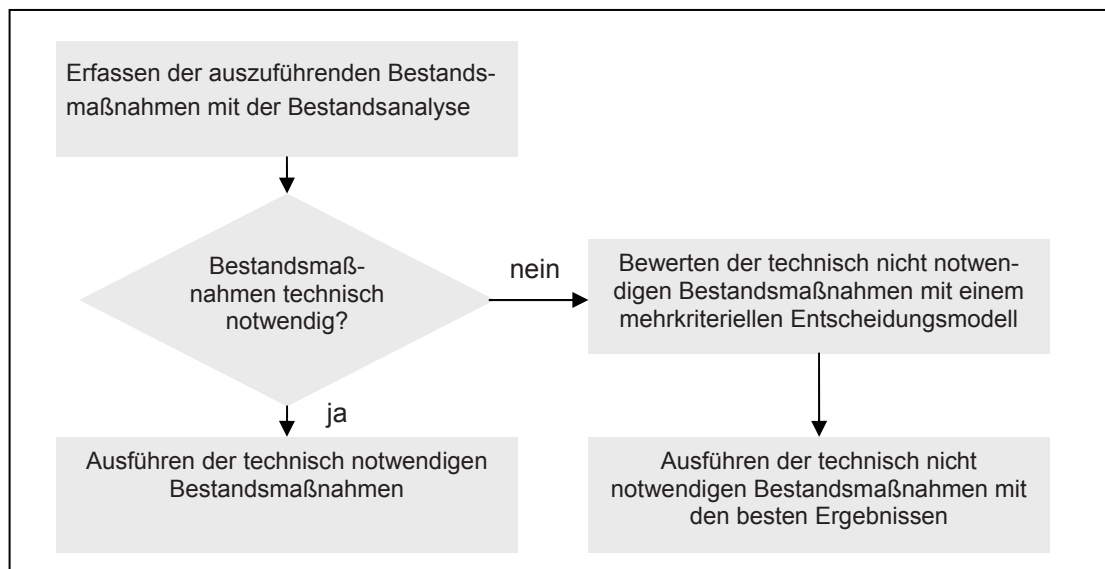 Erfassen der auszuführenden Bestands-
maßnahmen mit der Bestandsanalyse
Bestandsmaß-
nahmen technisch
notwendig?
nein
Bewerten der technisch nicht notwen-
digen Bestandsmaßnahmen mit einem
mehrkriteriellen Entscheidungsmodell
ja
Ausführen der technisch notwendigen
Bestandsmaßnahmen
Ausführen der technisch nicht
notwendigen Bestandsmaßnahmen mit
den besten Ergebnissen